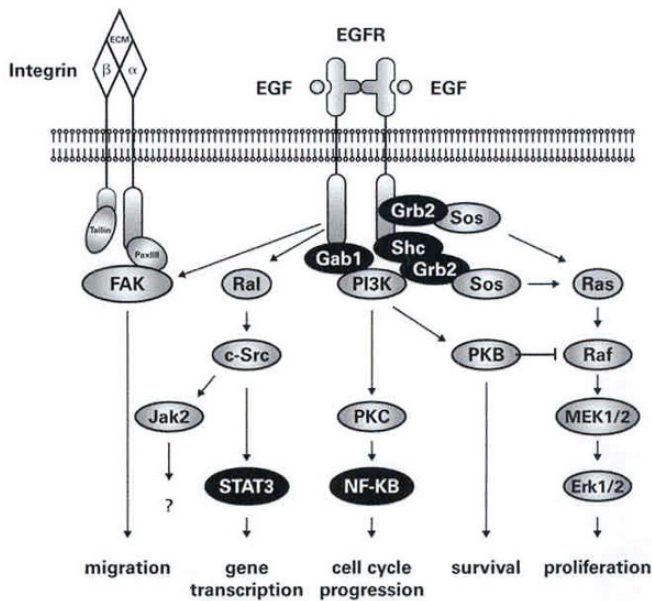 EGFR
ECM
Integrin
β α
EGF EGF
Grb2 Sos
Tallin
Shc
Paxilli
Gab1 Grb2
FAK Ral PI3K Sos Ras
c-Src PKB Raf
Jak2 PKC MEK1/2
STAT3 NF-KB Erk1/2
?
migration gene cell cycle survival proliferation
transcription progression